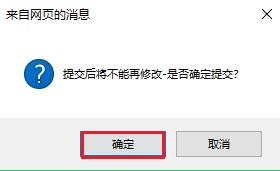 来自网页的消息
提交后将不能再修改-是否确定提交?
确定
取消